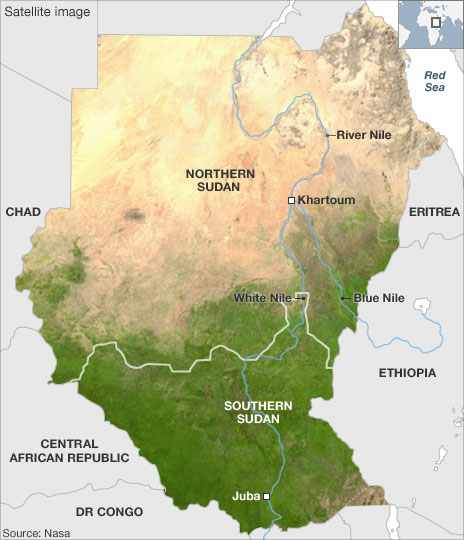 Satellite image
Red
Sea
River Nile
NORTHERN
SUDAN
Khartoum
CHAD
ERITREA
White Nile
Blue Nile
ETHIOPIA
SOUTHERN
SUDAN
CENTRAL
AFRICAN REPUBLIC
Juba
DR CONGO
Source: Nasa